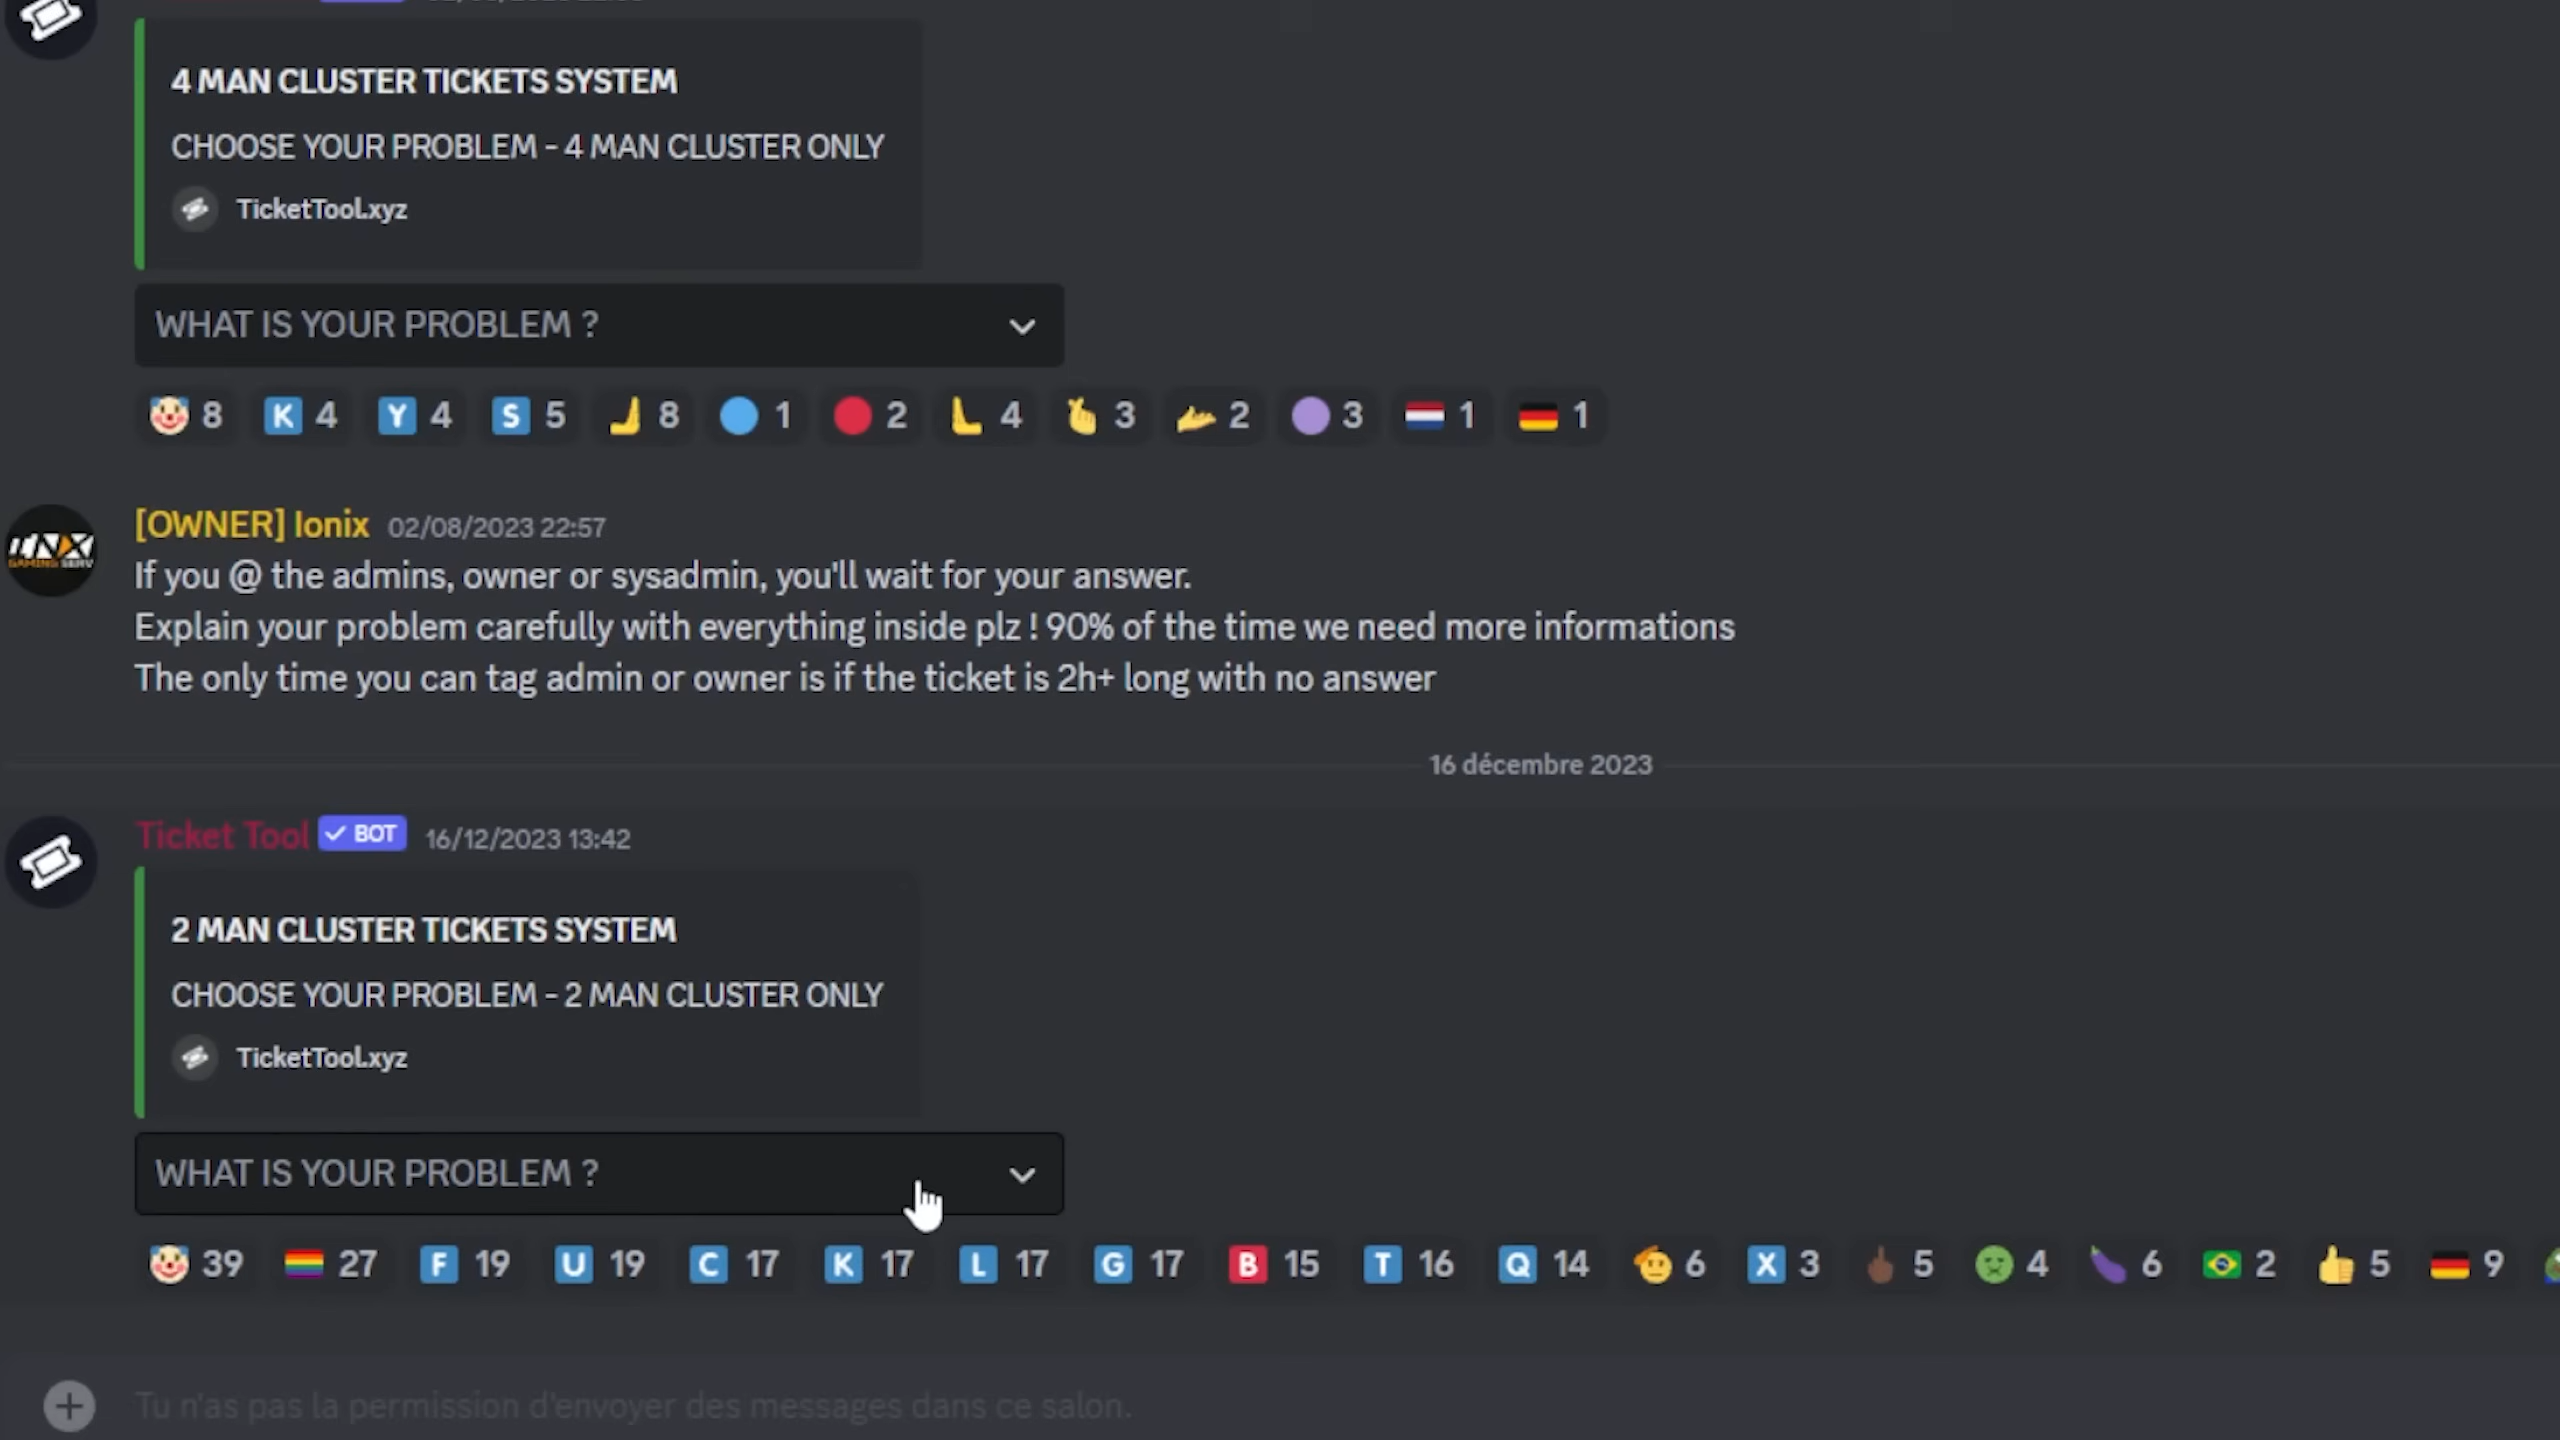 4 MAN CLUSTER TICKETS SYSTEM
CHOOSE YOUR PROBLEM - 4 MAN CLUSTER ONLY
TicketTool.xyz
WHAT IS YOUR PROBLEM ?
8 K 4 Y 4 S 5 8 1 2 4 3 2 3 1 1
[OWNER] Ionix 02/08/2023 22:57
If you @ the admins, owner or sysadmin, you'll wait for your answer.
Explain your problem carefully with everything inside plz ! 90% of the time we need more informations
The only time you can tag admin or owner is if the ticket is 2h+ long with no answer
16 décembre 2023
Ticket Tool BOT 16/12/2023 13:42
2 MAN CLUSTER TICKETS SYSTEM
CHOOSE YOUR PROBLEM - 2 MAN CLUSTER ONLY
TicketTool.xyz
WHAT IS YOUR PROBLEM ?
39 27 F 19 U 19 C 17 K 17 L 17 G 17 B 15 T 16 Q 14 6 X 3 5 4 6 2 5 9
Tu n'as pas la permission d'envoyer des messages dans ce salon.